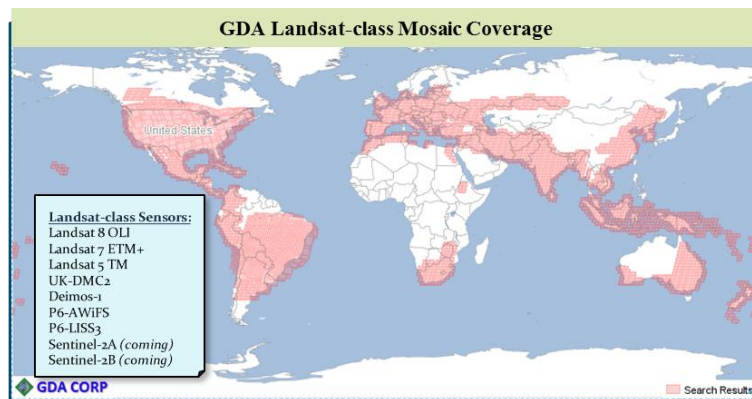 GDA Landsat-class Mosaic Coverage
United States
Landsat-class Sensors:
Landsat 8 OLI
Landsat 7 ETM+
Landsat 5 TM
UK-DMC2
Deimos-1
P6-AWiFS
P6-LISS3
Sentinel-2A (coming)
Sentinel-2B (coming)
GDA CORP
Search Results